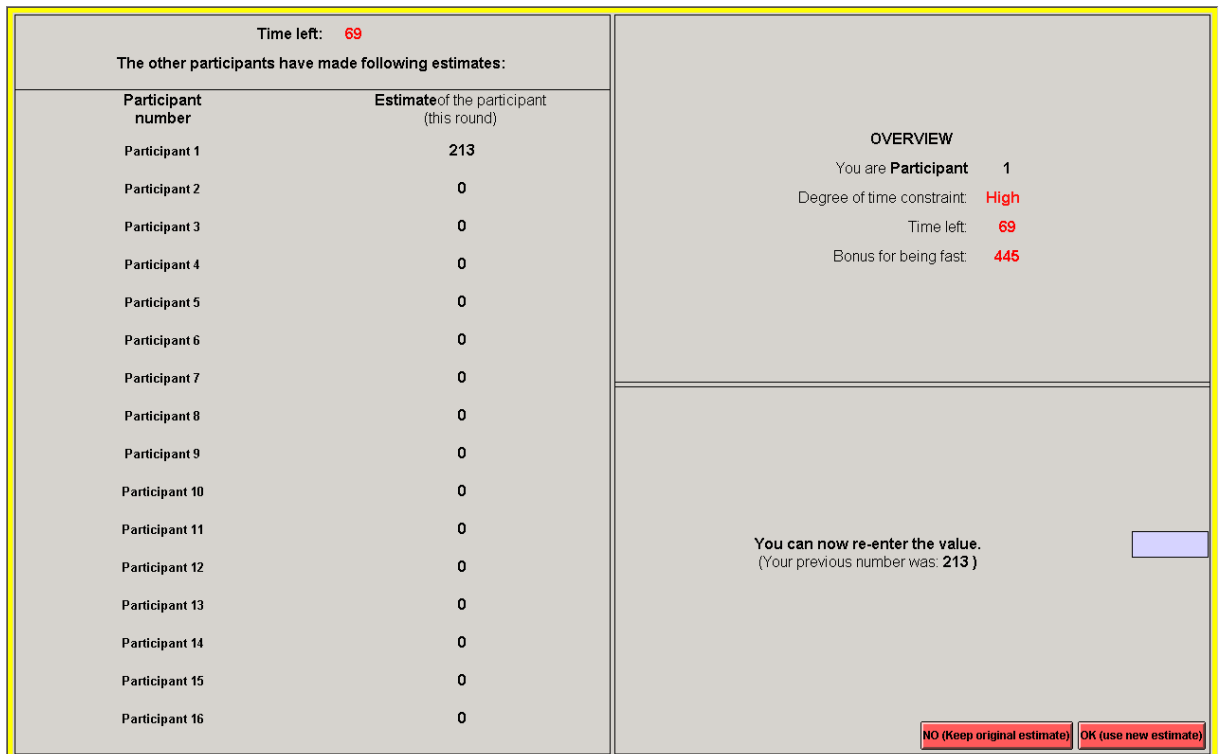 Time left: 69
The other participants have made following estimates:
Participant number
Estimateof the participant (this round)
Participant 1 213
Participant 2 0
Participant 3 0
Participant 4 0
Participant 5 0
Participant 6 0
Participant 7 0
Participant 8 0
Participant 9 0
Participant 10 0
Participant 11 0
Participant 12 0
Participant 13 0
Participant 14 0
Participant 15 0
Participant 16 0
OVERVIEW
You are Participant 1
Degree of time constraint: High
Time left: 69
Bonus for being fast: 445
You can now re-enter the value.
(Your previous number was: 213 )
NO (Keep original estimate) OK (use new estimate)